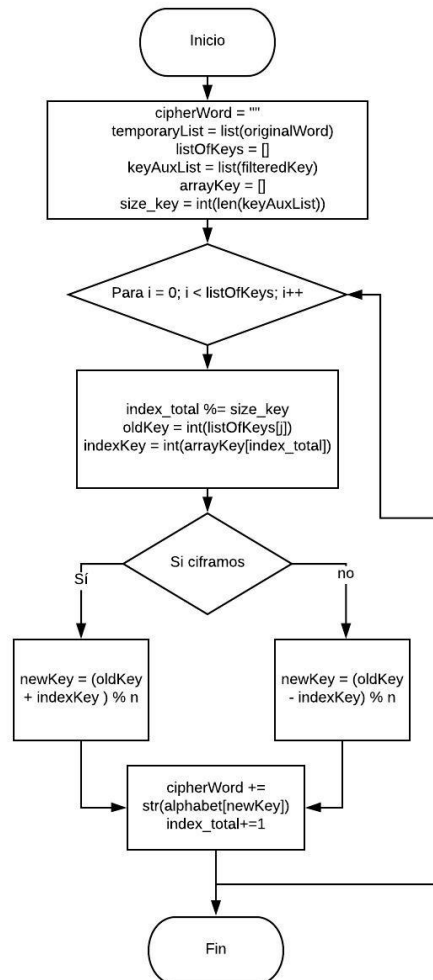 Inicio
cipherWord = ""
temporaryList = list(originalWord)
listOfKeys = []
keyAuxList = list(filteredKey)
arrayKey = []
size_key = int(len(keyAuxList))
Para i = 0; i < listOfKeys; i++
index_total %= size_key
oldKey = int(listOfKeys[j])
indexKey = int(arrayKey[index_total])
Si ciframos
Sí
no
newKey = (oldKey
+ indexKey ) % n
newKey = (oldKey
- indexKey) % n
cipherWord +=
str(alphabet[newKey])
index_total+=1
Fin